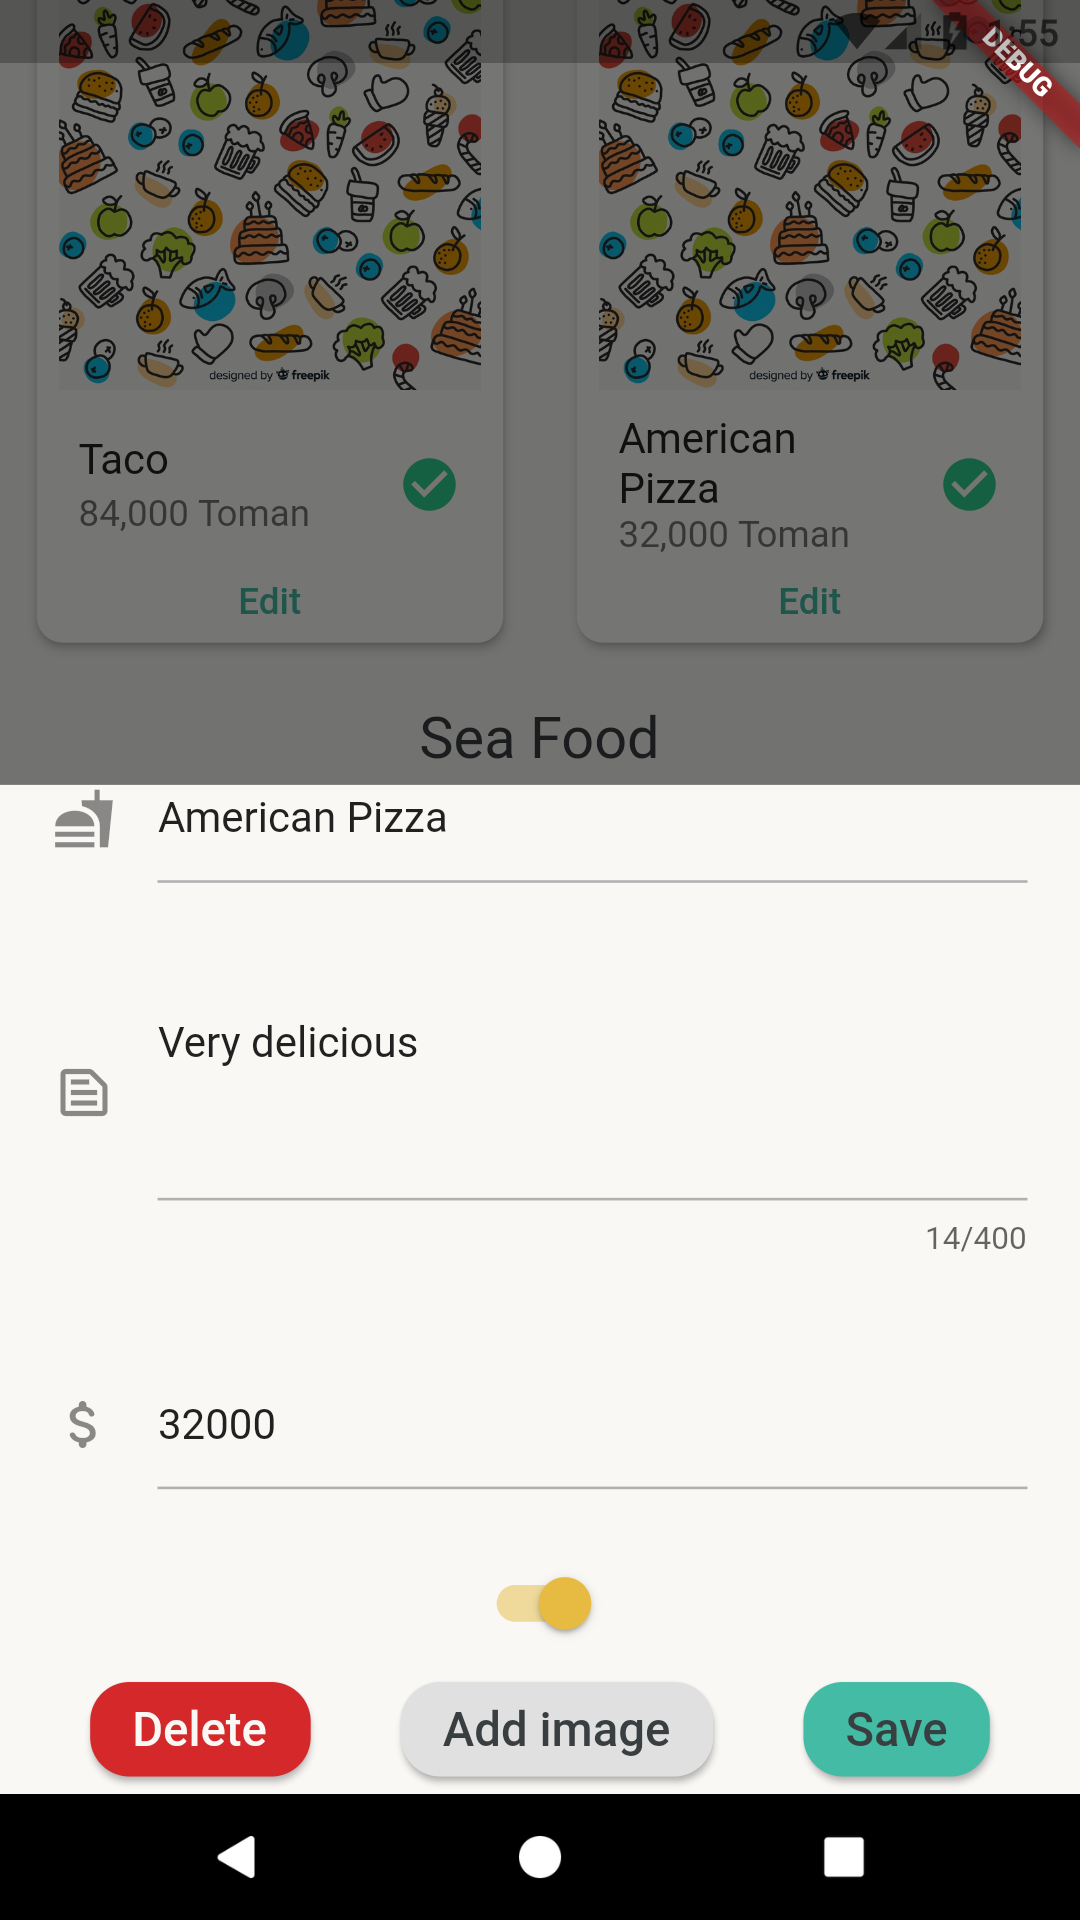 1:55
DEBUG
designed by freepik
designed by freepik
Taco
84,000 Toman
Edit
American
Pizza
32,000 Toman
Edit
Sea Food
American Pizza
Very delicious
14/400
$ 32000
Delete
Add image
Save